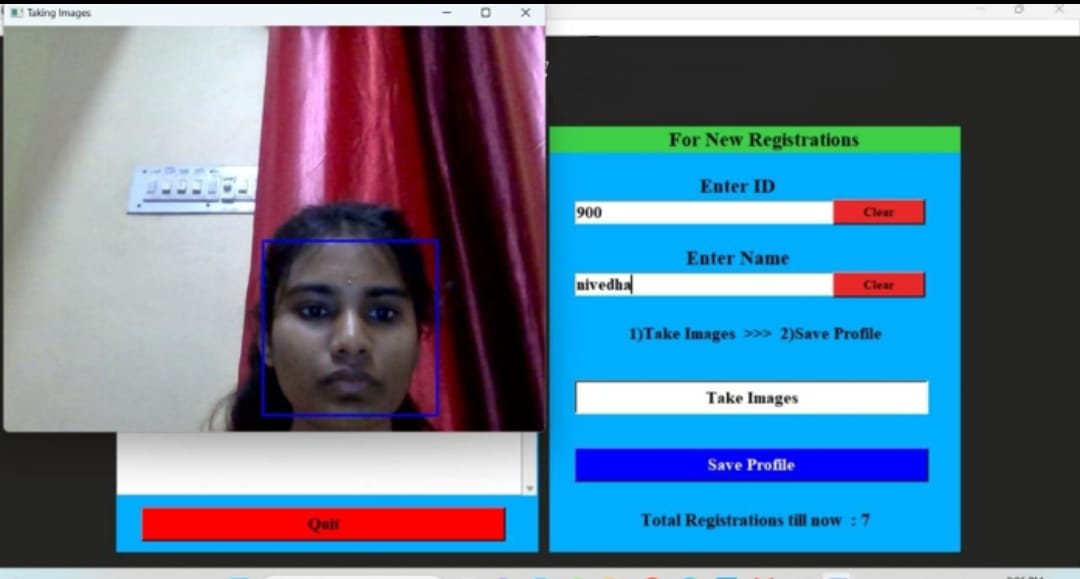 Taking Images
For New Registrations
Enter ID
900
Clear
Enter Name
nivedha
Clear
1)Take Images >>> 2)Save Profile
Take Images
Save Profile
Quit
Total Registrations till now : 7